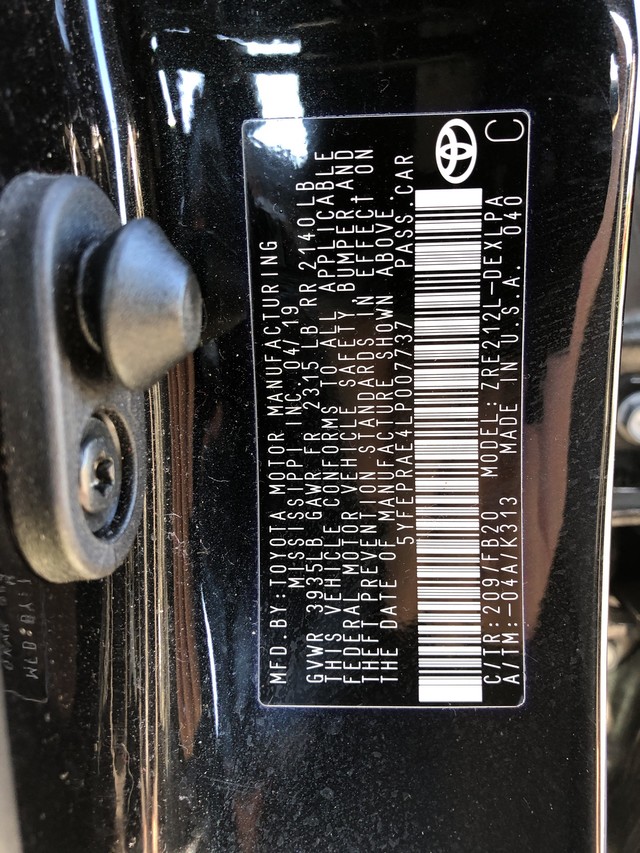 MFD.BY:TOYOTA MOTOR MANUFACTURING
MISSISSIPPI INC. 04/19
GVWR 3935LB GAWR FR 2315 LB RR 2140 LB
THIS VEHICLE CONFORMS TO ALL APPLICABLE
FEDERAL MOTOR VEHICLE SAFETY BUMPER AND
THEFT PREVENTION STANDARDS IN EFFECT ON
THE DATE OF MANUFACTURE SHOWN ABOVE.
5YFEPRAE4LP007737 PASS.CAR
C/TR:209/FB20 MODEL:ZRE212L-DEXLPA
A/TM:-04A/K313 MADE IN U.S.A. 040
C